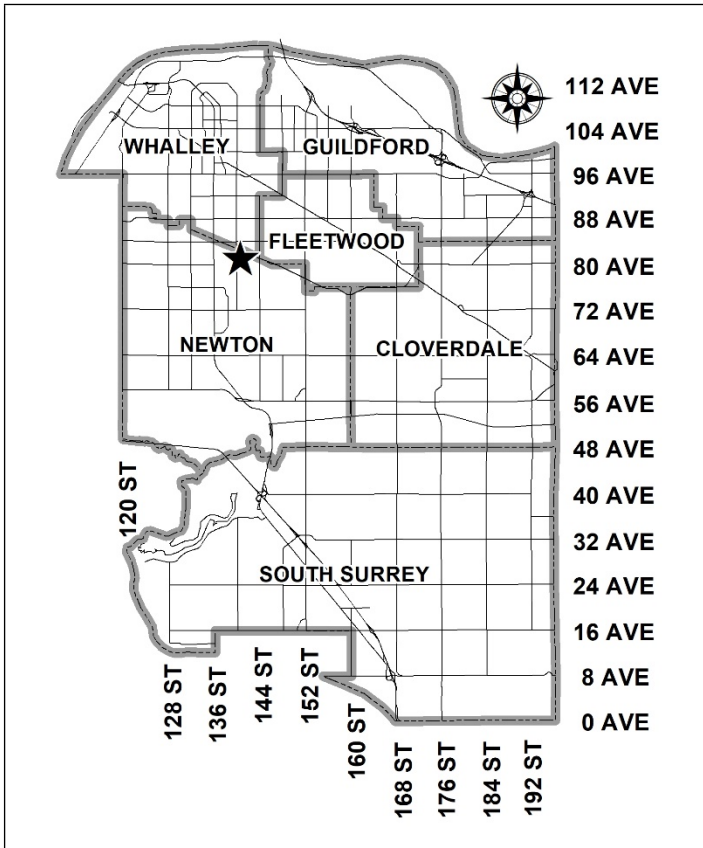 112 AVE
104 AVE
WHALLEY
GUILDFORD
96 AVE
88 AVE
FLEETWOOD
80 AVE
72 AVE
NEWTON
CLOVERDALE
64 AVE
56 AVE
48 AVE
120 ST
40 AVE
32 AVE
SOUTH SURREY
24 AVE
16 AVE
8 AVE
0 AVE
128 ST
136 ST
144 ST
152 ST
160 ST
168 ST
176 ST
184 ST
192 ST